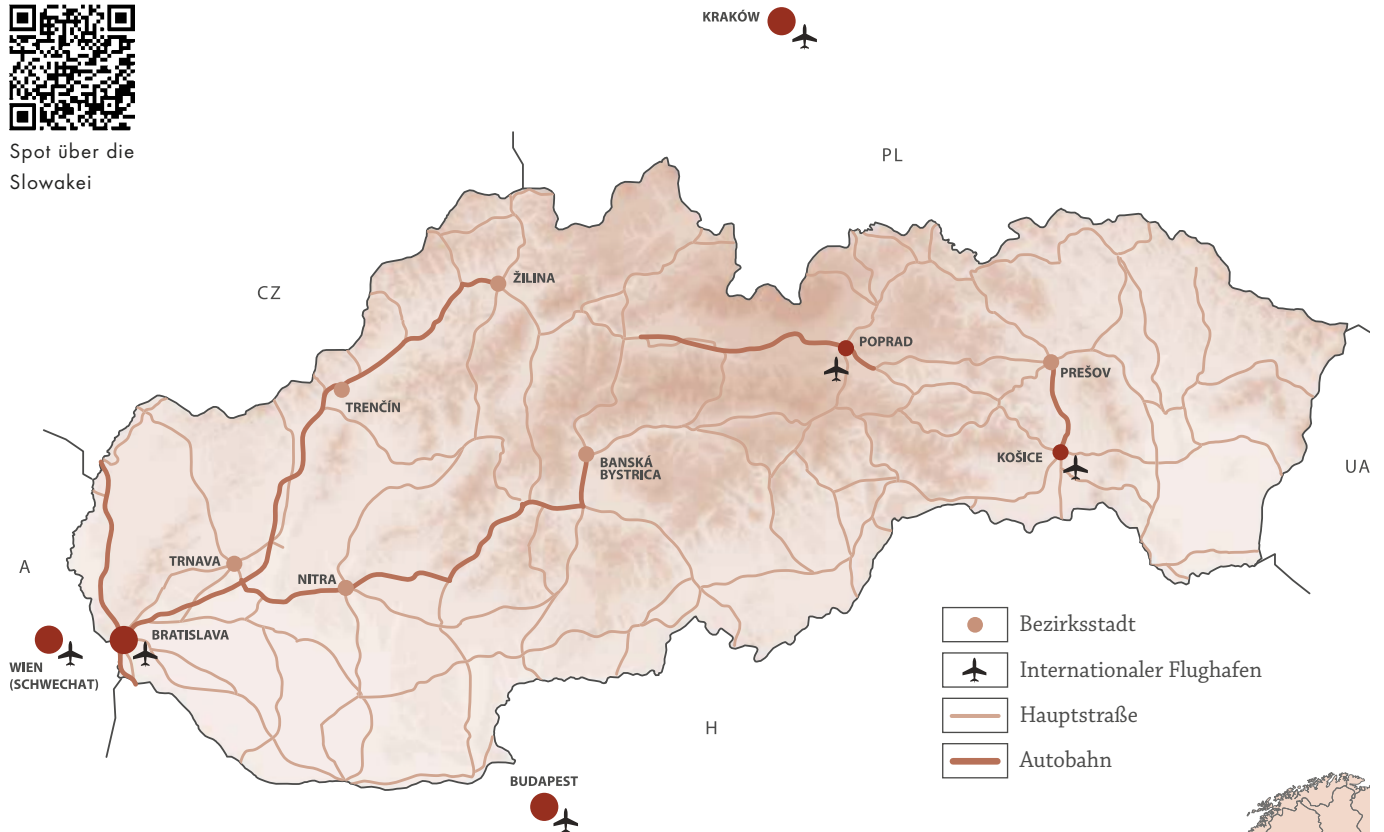 KRAKÓW
Spot über die
Slowakei
PL
CZ
ŽILINA
POPRAD
PREŠOV
TRENČÍN
BANSKÁ
BYSTRICA
KOŠICE
UA
A
TRNAVA
NITRA
BRATISLAVA
WIEN
(SCHWECHAT)
H
BUDAPEST
Bezirksstadt
Internationaler Flughafen
Hauptstraße
Autobahn